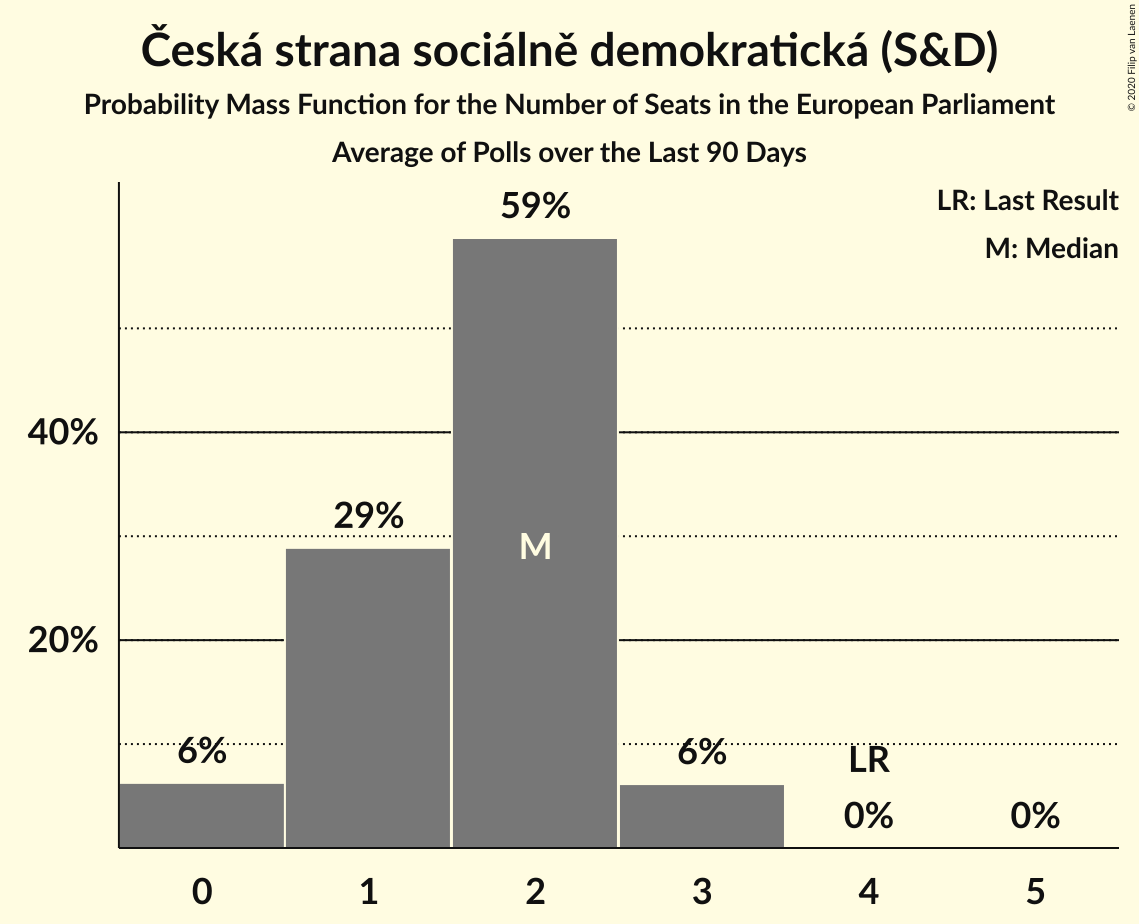 Česká strana sociálně demokratická (S&D)
Probability Mass Function for the Number of Seats in the European Parliament
Average of Polls over the Last 90 Days
© 2020 Filip van Laenen
LR: Last Result
M: Median
59%
40%
29%
M
20%
6%
6%
LR
0%
0%
0
1
2
3
4
5